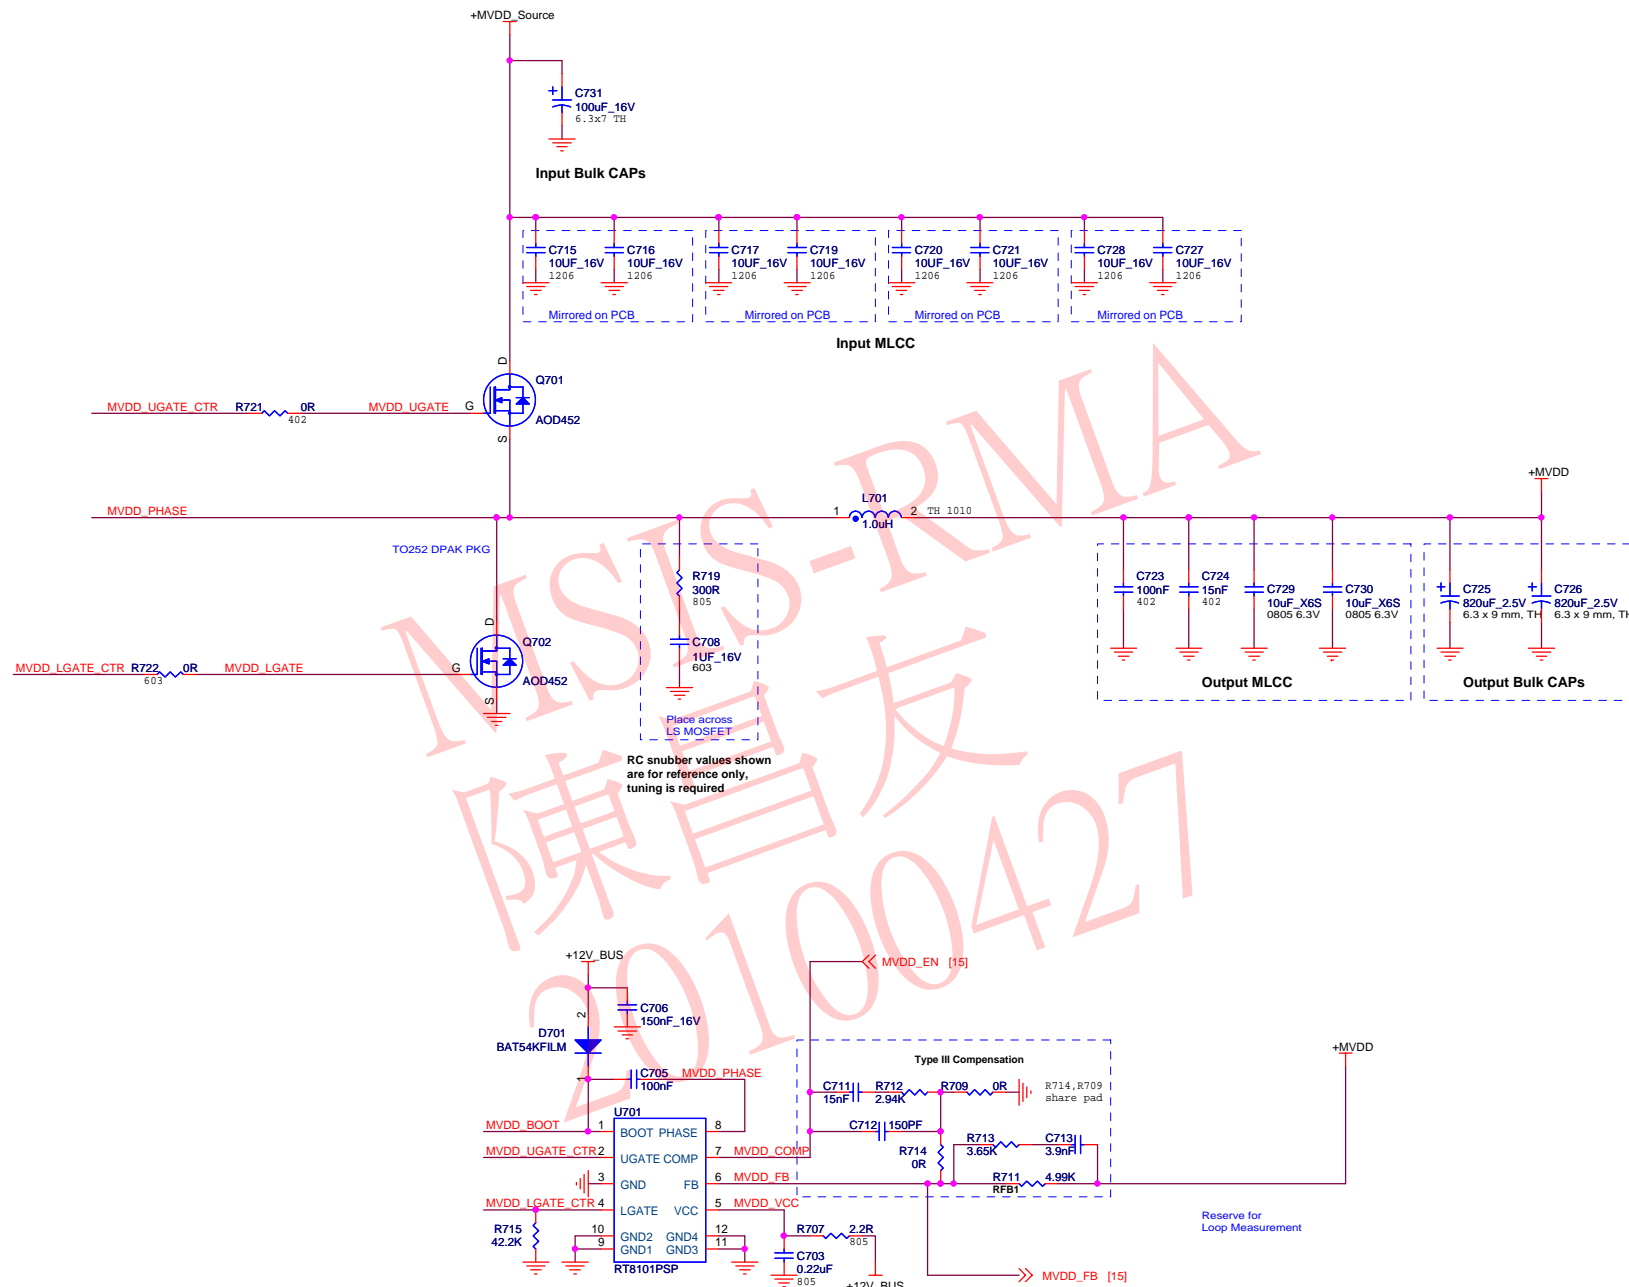 +MVDD_Source
C731
100uF_16V
6.3x7 TH
Input Bulk CAPs
C715
10UF_16V
1206
C716
10UF_16V
1206
C717
10UF_16V
1206
C719
10UF_16V
1206
C720
10UF_16V
1206
C721
10UF_16V
1206
C728
10UF_16V
1206
C727
10UF_16V
1206
Mirrored on PCB
Mirrored on PCB
Mirrored on PCB
Mirrored on PCB
Input MLCC
D
Q701
MVDD_UGATE_CTR
R721
0R
402
MVDD_UGATE
G
AOD452
S
MVDD_PHASE
L701
1
2
TH 1010
1.0uH
+MVDD
TO252 DPAK PKG
R719
300R
805
C708
1UF_16V
603
Place across
LS MOSFET
RC snubber values shown
are for reference only,
tuning is required
D
Q702
MVDD_LGATE_CTR
R722
0R
603
MVDD_LGATE
G
AOD452
S
C723
100nF
402
C724
15nF
402
C729
10uF_X6S
0805 6.3V
C730
10uF_X6S
0805 6.3V
Output MLCC
C725
820uF_2.5V
6.3 x 9 mm, TH
C726
820uF_2.5V
6.3 x 9 mm, TH
Output Bulk CAPs
MSIS-RMA
陳昌友
20100427
+12V_BUS
C706
150nF_16V
2
D701
BAT54KFILM
1
C705
100nF
MVDD_PHASE
MVDD_EN [15]
Type III Compensation
C711
15nF
R712
2.94K
R709
0R
R714,R709
share pad
C712
150PF
R714
0R
R713
3.65K
C713
3.9nF
R711
4.99K
RFB1
+MVDD
Reserve for
Loop Measurement
U701
MVDD_BOOT
1
BOOT
PHASE
8
MVDD_UGATE_CTR
2
UGATE
COMP
7
MVDD_COMP
3
GND
FB
6
MVDD_FB
MVDD_LGATE_CTR
4
LGATE
VCC
5
MVDD_VCC
10
GND2
GND4
12
9
GND1
GND3
11
RT8101PSP
R715
42.2K
R707
2.2R
805
C703
0.22uF
805
+12V_BUS
MVDD_FB [15]